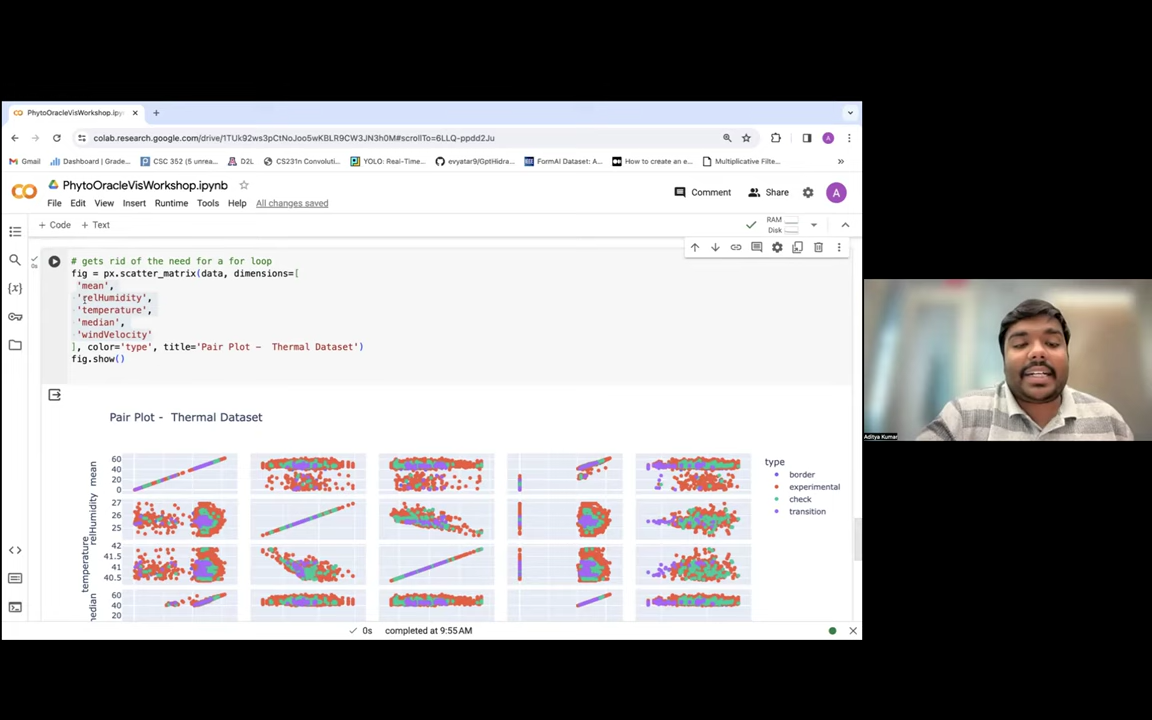 PhytoOracleVisWorkshop.ipyn
colab.research.google.com/drive/1TUk92ws3pCtNoJoo5wKBLR9CW3JN3h0M#scrollTo=6LLQ-ppdd2Ju
A
Gmail
Dashboard | Grade...
CSC 352 (5 unrea...
D2L
CS231n Convoluti...
YOLO: Real-Time...
evyatar9/GptHidra...
FormAI Dataset: A...
How to create an e...
Multiplicative Filte...
»
PhytoOracleVisWorkshop.ipynb
Comment
Share
A
File Edit View Insert Runtime Tools Help All changes saved
+ Code + Text
RAM
Disk
0s
# gets rid of the need for a for loop
fig = px.scatter_matrix(data, dimensions=[
'mean',
'relHumidity',
'temperature',
'median',
'windVelocity'
], color='type', title='Pair Plot - Thermal Dataset')
fig.show()
Pair Plot - Thermal Dataset
mean
60
40
20
0
relHumidity
27
26
25
temperature
42
41.5
41
40.5
median
60
40
20
type
border
experimental
check
transition
0s completed at 9:55 AM
Aditya Kumar